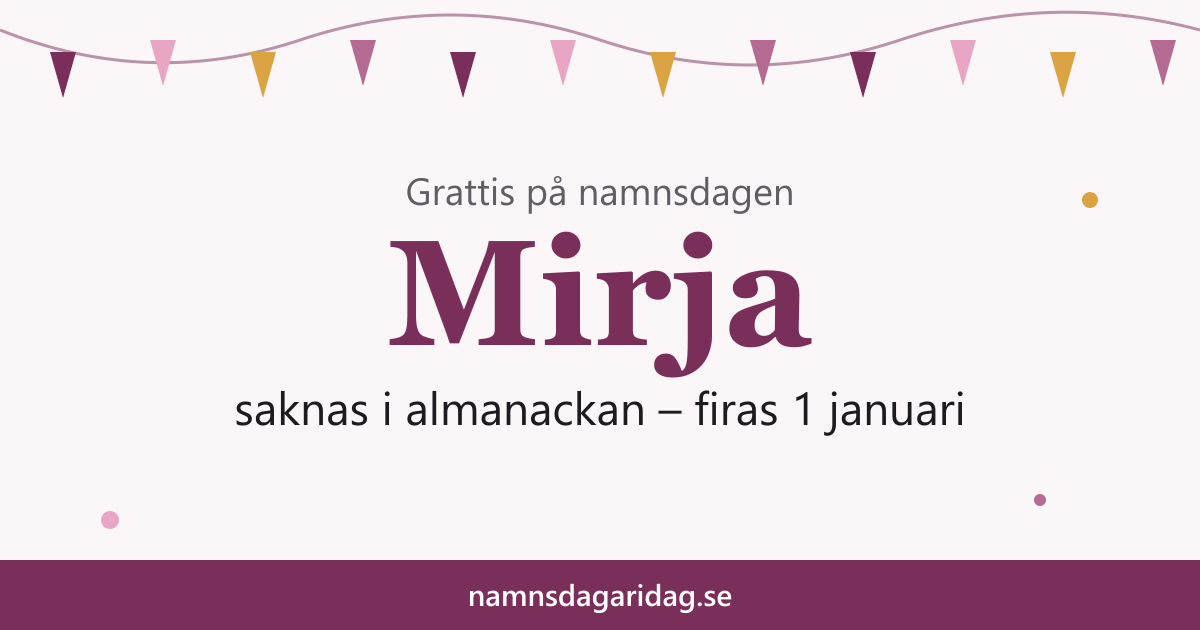 Grattis på namnsdagen
Mirja
saknas i almanackan – firas 1 januari
namnsdagaridag.se